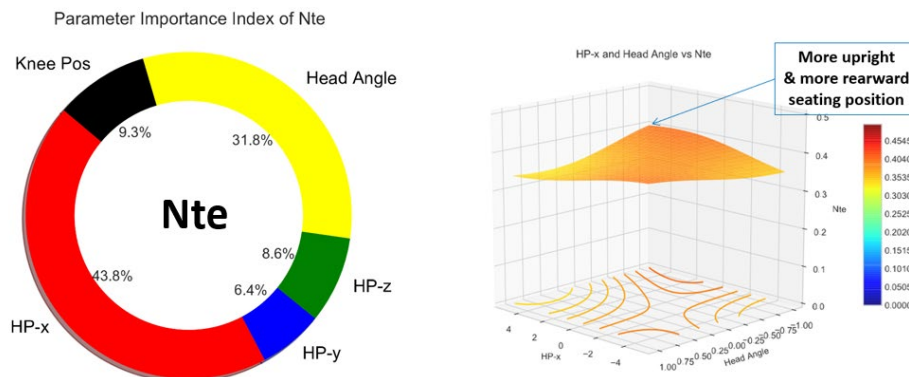 Parameter Importance Index of Nte
Knee Pos
Head Angle
9.3%
31.8%
Nte
8.6%
43.8%
6.4%
HP-z
HP-x
HP-y
HP-x and Head Angle vs Nte
More upright
& more rearward
seating position
0.5
0.4
0.3
0.2
0.1
0.0
Nte
0.4545
0.4040
0.3535
0.3030
0.2525
0.2020
0.1515
0.1010
0.0505
0.0000
4
2
0
−2
−4
HP-x
1.00
0.75
0.50
0.25
0.00
−0.25
−0.50
−0.75
−1.00
Head Angle